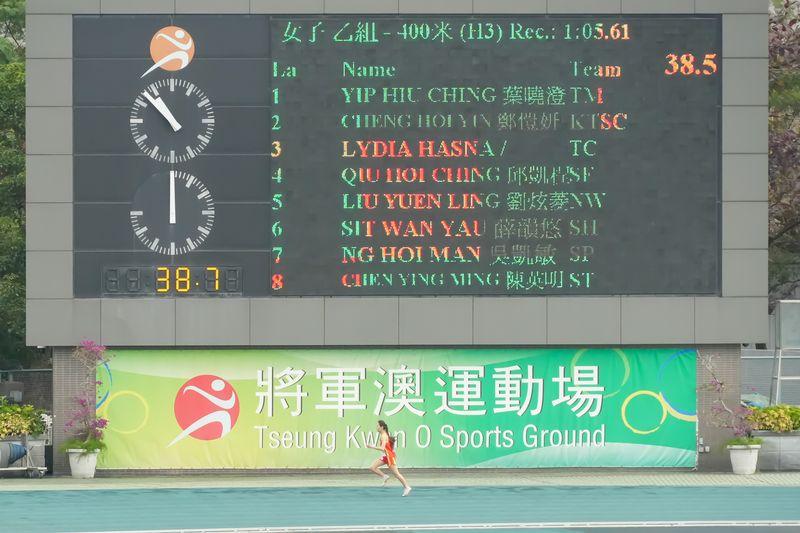 女子 乙組 - 400米 (H3) Rec.: 1:05.61
38.5
La Name Team
1 YIP HIU CHING 葉曉澄 TM
2 CHENG HOI YIN 鄭愷妍 KTSC
3 LYDIA HASNA / TC
4 QIU HOI CHING 邱凱程 SF
5 LIU YUEN LING 劉炫菱 NW
6 SIT WAN YAU 薛韻悠 SH
7 NG HOI MAN 吳凱敏 SP
8 CHEN YING MING 陳英明 ST
38.7
將軍澳運動場
Tseung Kwan O Sports Ground